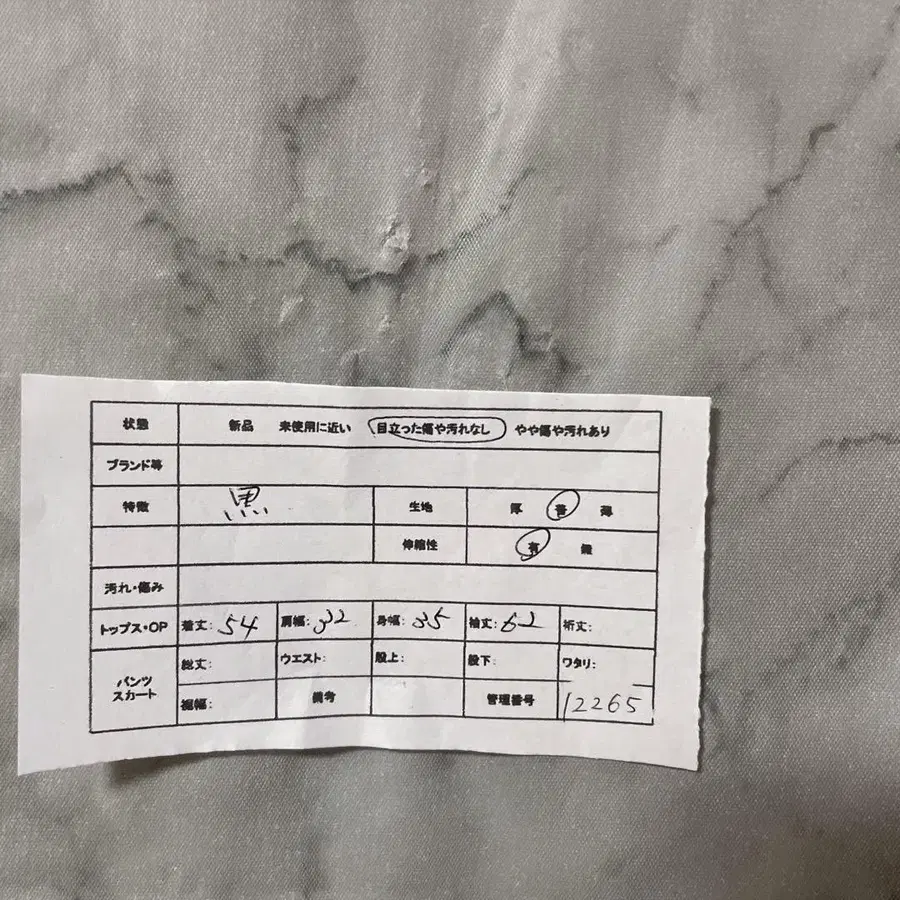 状態 新品 未使用に近い 目立った傷や汚れなし やや傷や汚れあり
ブランド等
特徴 黒 生地 厚 普 薄
伸縮性 有 無
汚れ・傷み
トップス・OP 着丈: 54 肩幅: 32 身幅: 35 袖丈: 62 裄丈:
パンツ スカート 総丈: ウエスト: 股上: 股下: ワタリ:
裾幅: 備考 管理番号 12265